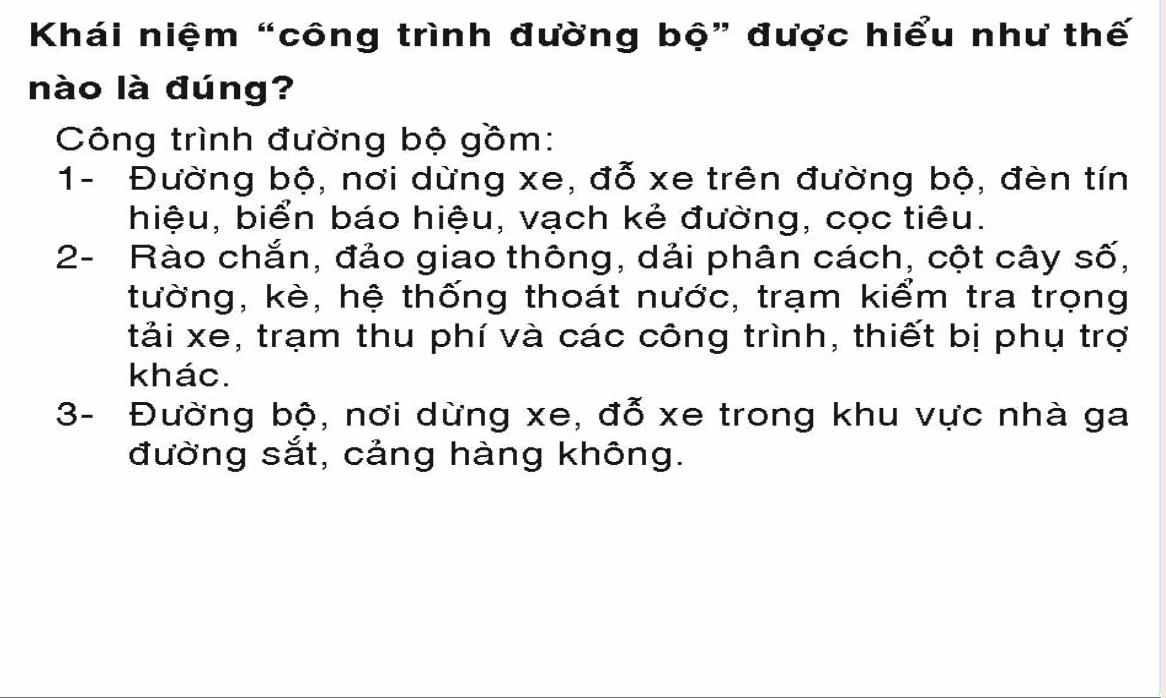 Khái niệm “công trình đường bộ” được hiểu như thế
nào là đúng?
Công trình đường bộ gồm:
1- Đường bộ, nơi dừng xe, đỗ xe trên đường bộ, đèn tín
hiệu, biển báo hiệu, vạch kẻ đường, cọc tiêu.
2- Rào chắn, đảo giao thông, dải phân cách, cột cây số,
tường, kè, hệ thống thoát nước, trạm kiểm tra trọng
tải xe, trạm thu phí và các công trình, thiết bị phụ trợ
khác.
3- Đường bộ, nơi dừng xe, đỗ xe trong khu vực nhà ga
đường sắt, cảng hàng không.